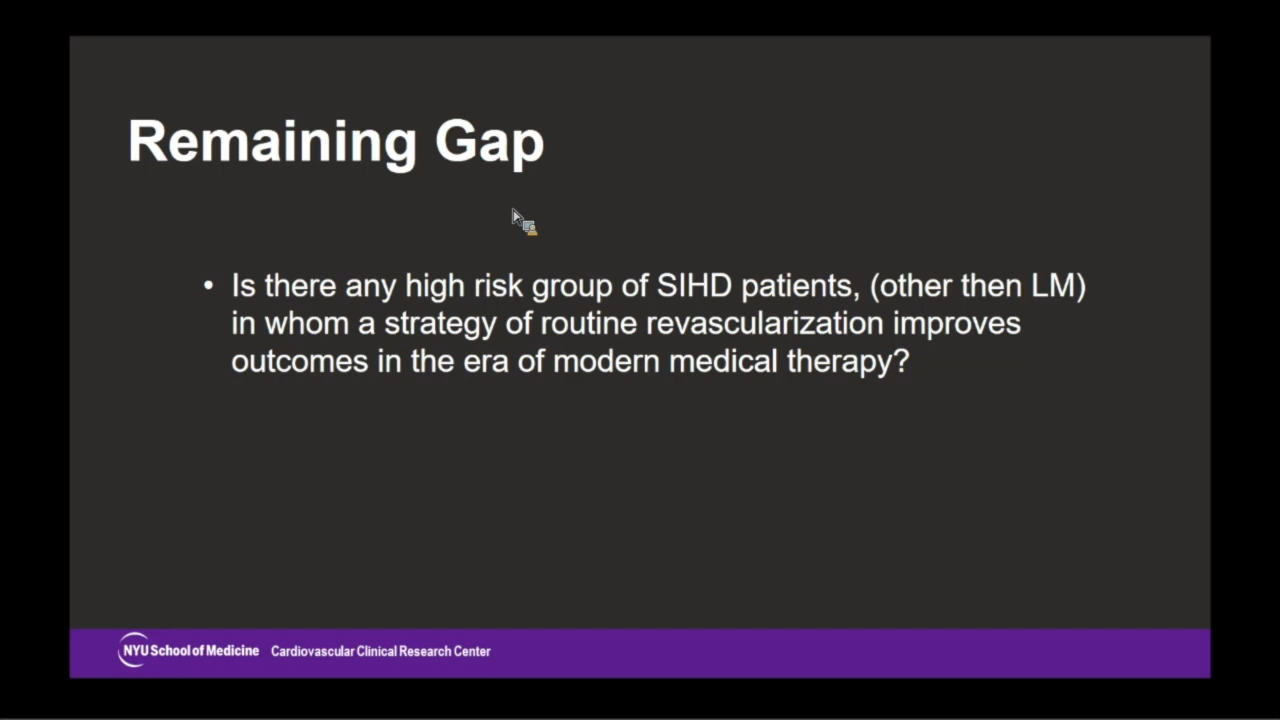 Remaining Gap
• Is there any high risk group of SIHD patients, (other then LM)
in whom a strategy of routine revascularization improves
outcomes in the era of modern medical therapy?
NYU School of Medicine Cardiovascular Clinical Research Center